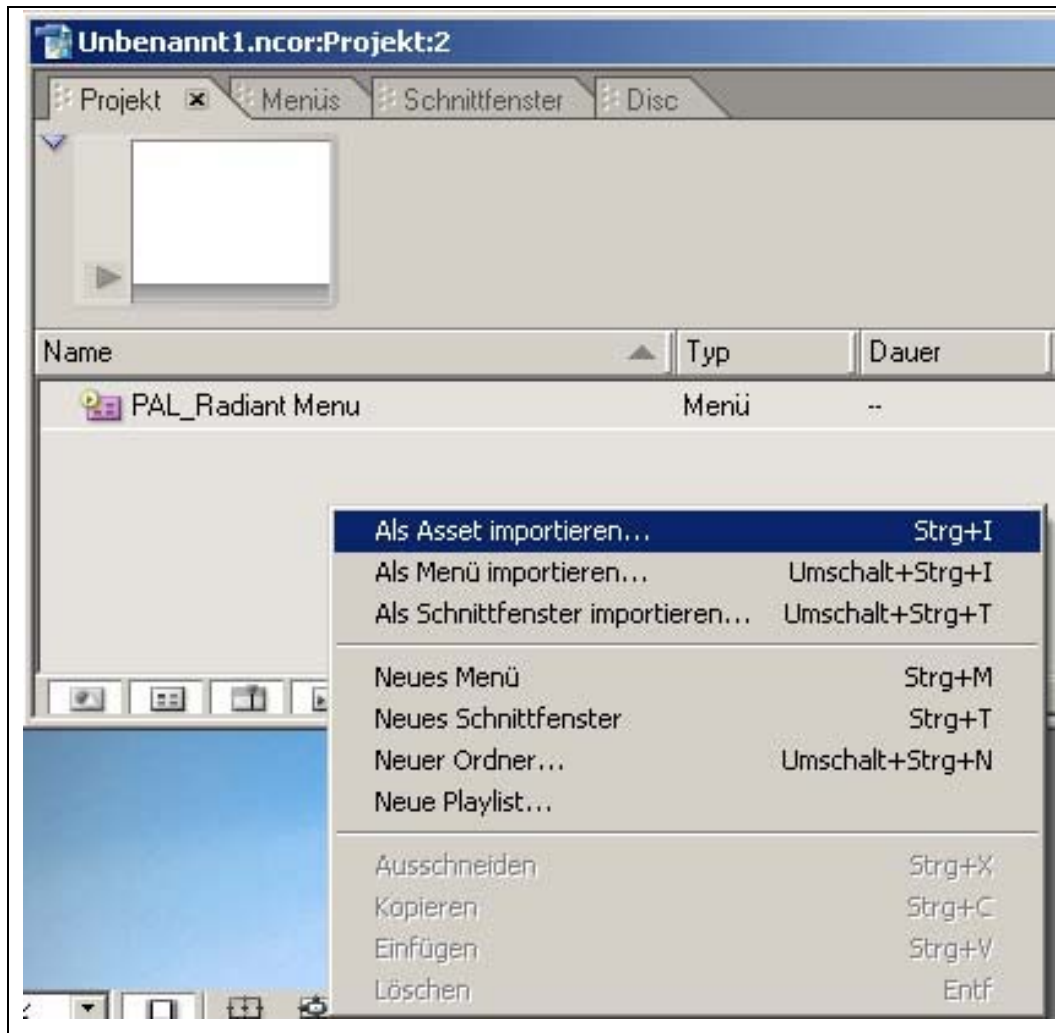 Unbenannt1.ncor:Projekt:2
Projekt Menüs Schnittfenster Disc
Name Typ Dauer
PAL_Radiant Menu Menü --
Als Asset importieren... Strg+I
Als Menü importieren... Umschalt+Strg+I
Als Schnittfenster importieren... Umschalt+Strg+T
Neues Menü Strg+M
Neues Schnittfenster Strg+T
Neuer Ordner... Umschalt+Strg+N
Neue Playlist...
Ausschneiden Strg+X
Kopieren Strg+C
Einfügen Strg+V
Löschen Entf